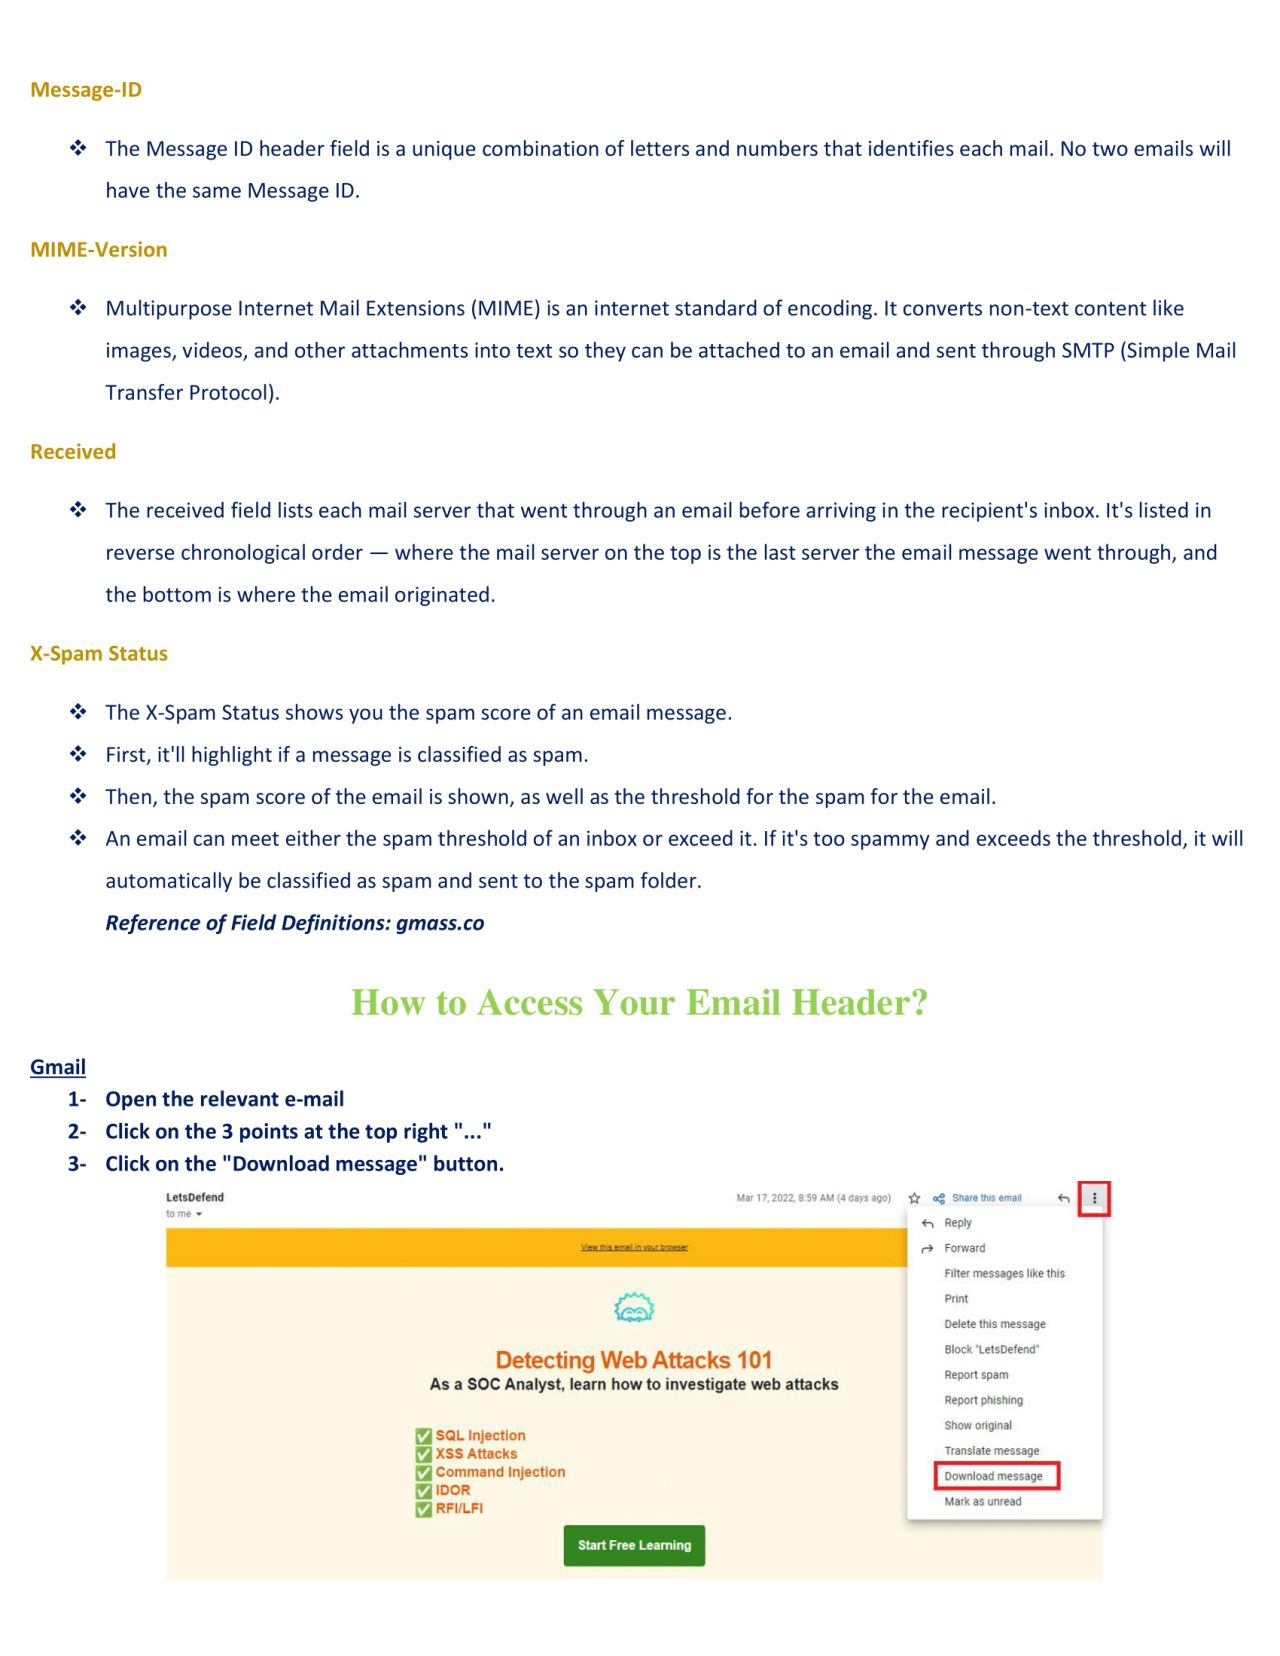 Message-ID
❖ The Message ID header field is a unique combination of letters and numbers that identifies each mail. No two emails will
have the same Message ID.
MIME-Version
❖ Multipurpose Internet Mail Extensions (MIME) is an internet standard of encoding. It converts non-text content like
images, videos, and other attachments into text so they can be attached to an email and sent through SMTP (Simple Mail
Transfer Protocol).
Received
❖ The received field lists each mail server that went through an email before arriving in the recipient's inbox. It's listed in
reverse chronological order — where the mail server on the top is the last server the email message went through, and
the bottom is where the email originated.
X-Spam Status
❖ The X-Spam Status shows you the spam score of an email message.
❖ First, it'll highlight if a message is classified as spam.
❖ Then, the spam score of the email is shown, as well as the threshold for the spam for the email.
❖ An email can meet either the spam threshold of an inbox or exceed it. If it's too spammy and exceeds the threshold, it will
automatically be classified as spam and sent to the spam folder.
Reference of Field Definitions: gmass.co
How to Access Your Email Header?
Gmail
1- Open the relevant e-mail
2- Click on the 3 points at the top right "..."
3- Click on the "Download message" button.
LetsDefend
Mar 17, 2022, 8:59 AM (4 days ago)
Share this email
to me
View this email in your browser
Detecting Web Attacks 101
As a SOC Analyst, learn how to investigate web attacks
SQL Injection
XSS Attacks
Command Injection
IDOR
RFI/LFI
Start Free Learning
Reply
Forward
Filter messages like this
Print
Delete this message
Block "LetsDefend"
Report spam
Report phishing
Show original
Translate message
Download message
Mark as unread